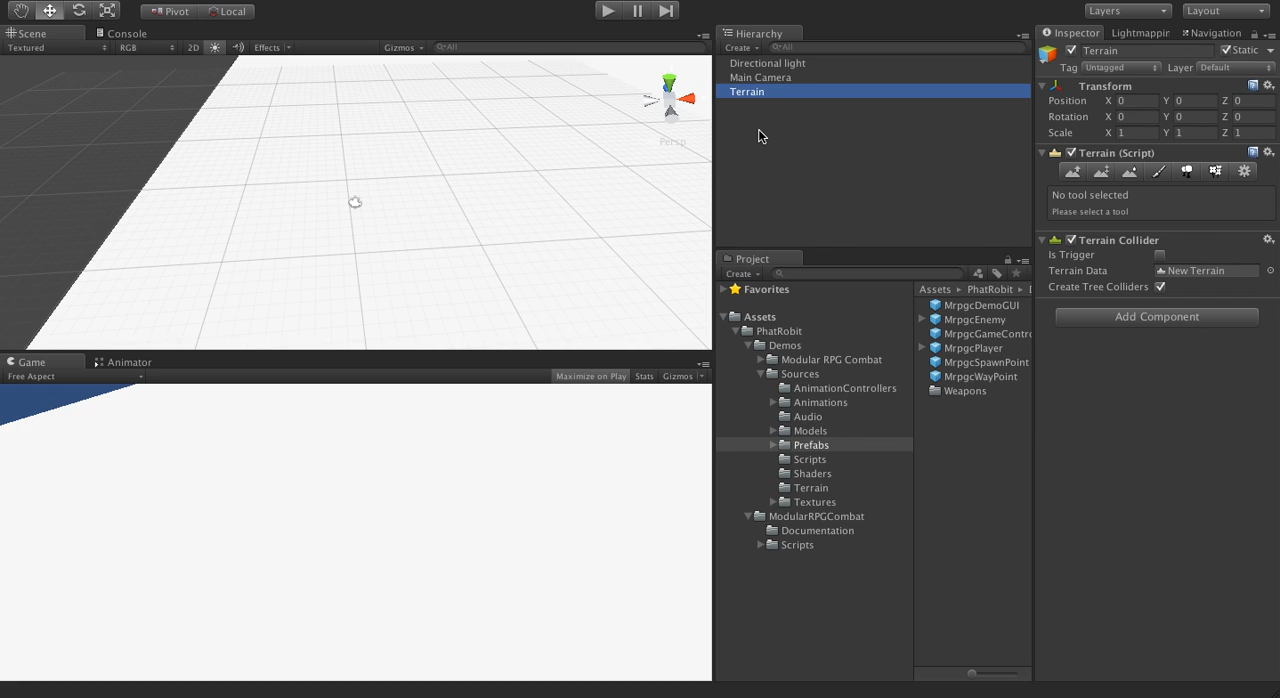 Pivot Local Layers Layout
Scene Console
Textured RGB 2D Effects Gizmos All
Persp
Game Animator
Free Aspect Maximize on Play Stats Gizmos
Hierarchy
Create All
Directional light
Main Camera
Terrain
Project
Create
Favorites
Assets
PhatRobit
Demos
Modular RPG Combat
Sources
AnimationControllers
Animations
Audio
Models
Prefabs
Scripts
Shaders
Terrain
Textures
ModularRPGCombat
Documentation
Scripts
Assets PhatRobit
MrpgcDemoGUI
MrpgcEnemy
MrpgcGameContro
MrpgcPlayer
MrpgcSpawnPoint
MrpgcWayPoint
Weapons
Inspector Lightmappin Navigation
Terrain Static
Tag Untagged Layer Default
Transform
Position X 0 Y 0 Z 0
Rotation X 0 Y 0 Z 0
Scale X 1 Y 1 Z 1
Terrain (Script)
No tool selected
Please select a tool
Terrain Collider
Is Trigger
Terrain Data New Terrain
Create Tree Colliders
Add Component